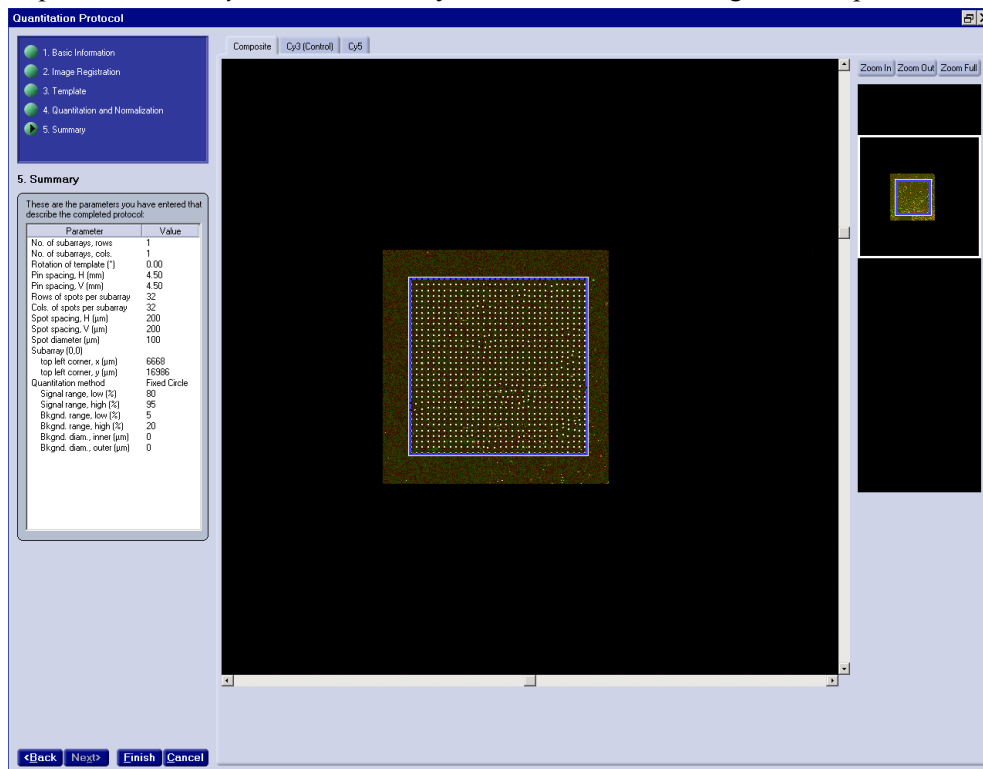 Quantitation Protocol
1. Basic Information
2. Image Registration
3. Template
4. Quantitation and Normalization
5. Summary
5. Summary
These are the parameters you have entered that
describe the completed protocol:
Parameter Value
No. of subarrays, rows 1
No. of subarrays, cols. 1
Rotation of template (°) 0.00
Pin spacing, H (mm) 4.50
Pin spacing, V (mm) 4.50
Rows of spots per subarray 32
Cols. of spots per subarray 32
Spot spacing, H (µm) 200
Spot spacing, V (µm) 200
Spot diameter (µm) 100
Subarray (0,0)
top left corner, x (µm) 6668
top left corner, y (µm) 16986
Quantitation method Fixed Circle
Signal range, low (%) 80
Signal range, high (%) 95
Bkgnd. range, low (%) 5
Bkgnd. range, high (%) 20
Bkgnd. diam., inner (µm) 0
Bkgnd. diam., outer (µm) 0
<Back Next> Finish Cancel
Composite Cy3 (Control) Cy5
Zoom In Zoom Out Zoom Full